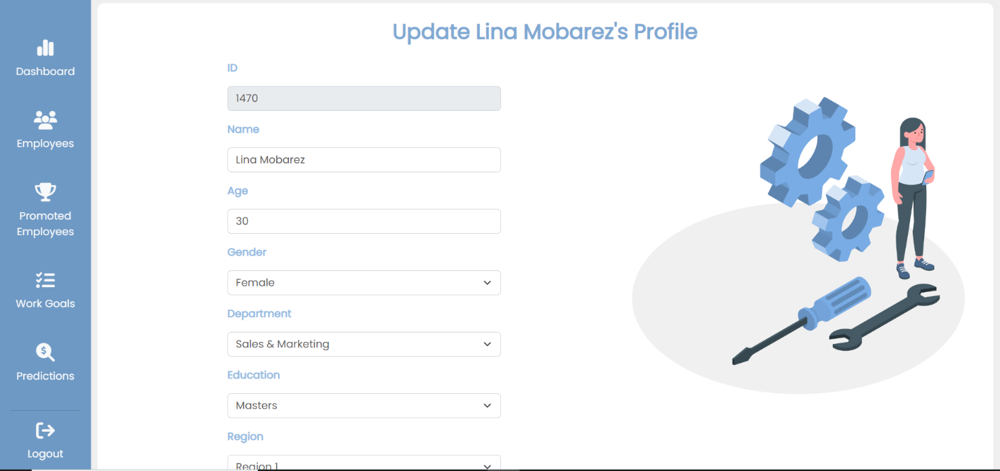 Dashboard
Employees
Promoted
Employees
Work Goals
Predictions
Logout
Update Lina Mobarez's Profile
ID
1470
Name
Lina Mobarez
Age
30
Gender
Female
Department
Sales & Marketing
Education
Masters
Region
Region 1